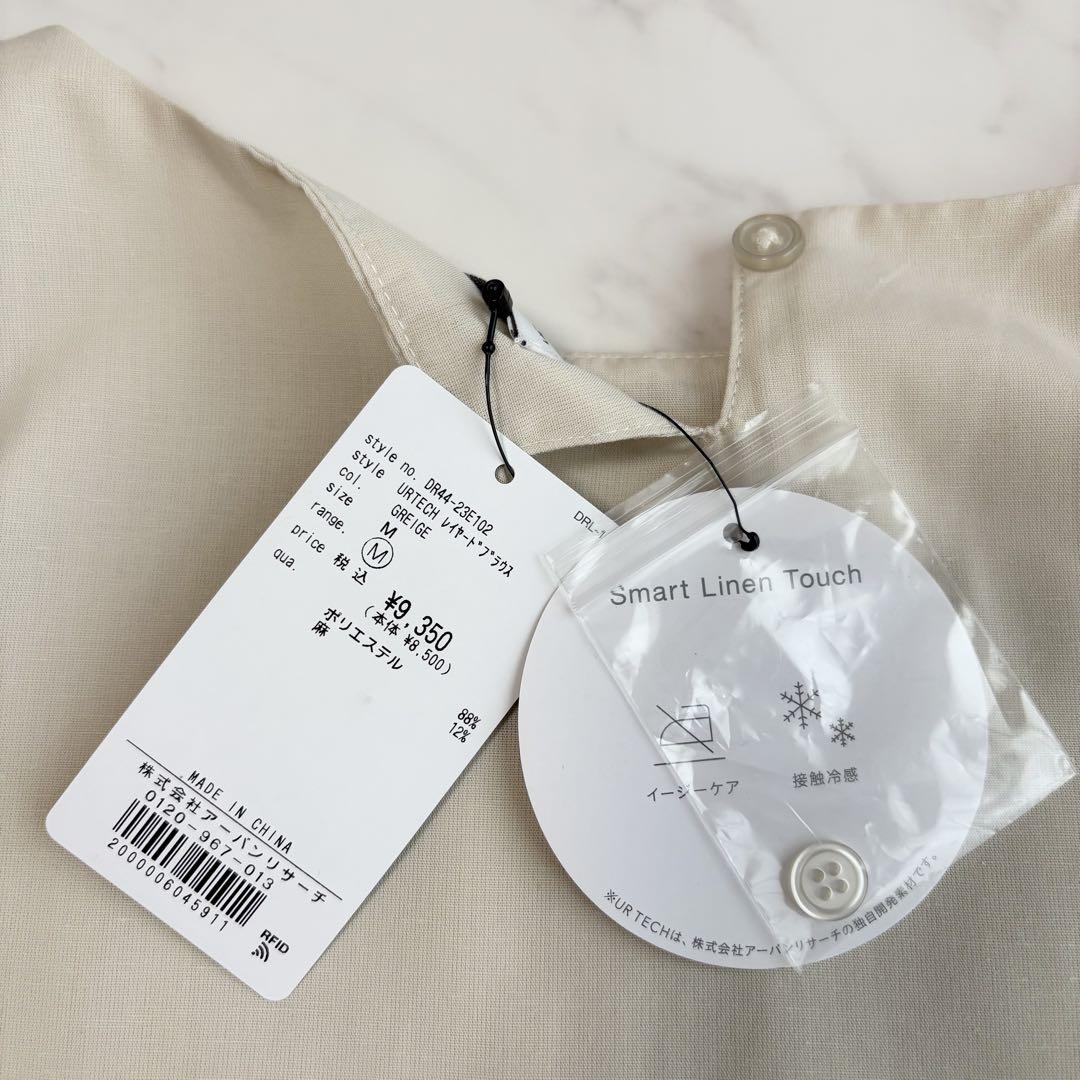 style no. DR44-23E102
style URTECH ﾚｲﾔｰﾄﾞﾌﾞﾗｳｽ
col. GREIGE
size M
range. M
price 税込 ¥9,350
(本体 ¥8,500)
qua. ポリエステル 88%
麻 12%
MADE IN CHINA
株式会社アーバンリサーチ
0120-967-013
2000006045911
RFID
DRL-1
Smart Linen Touch
イージーケア
接触冷感
※UR TECHは、株式会社アーバンリサーチの独自開発素材です。